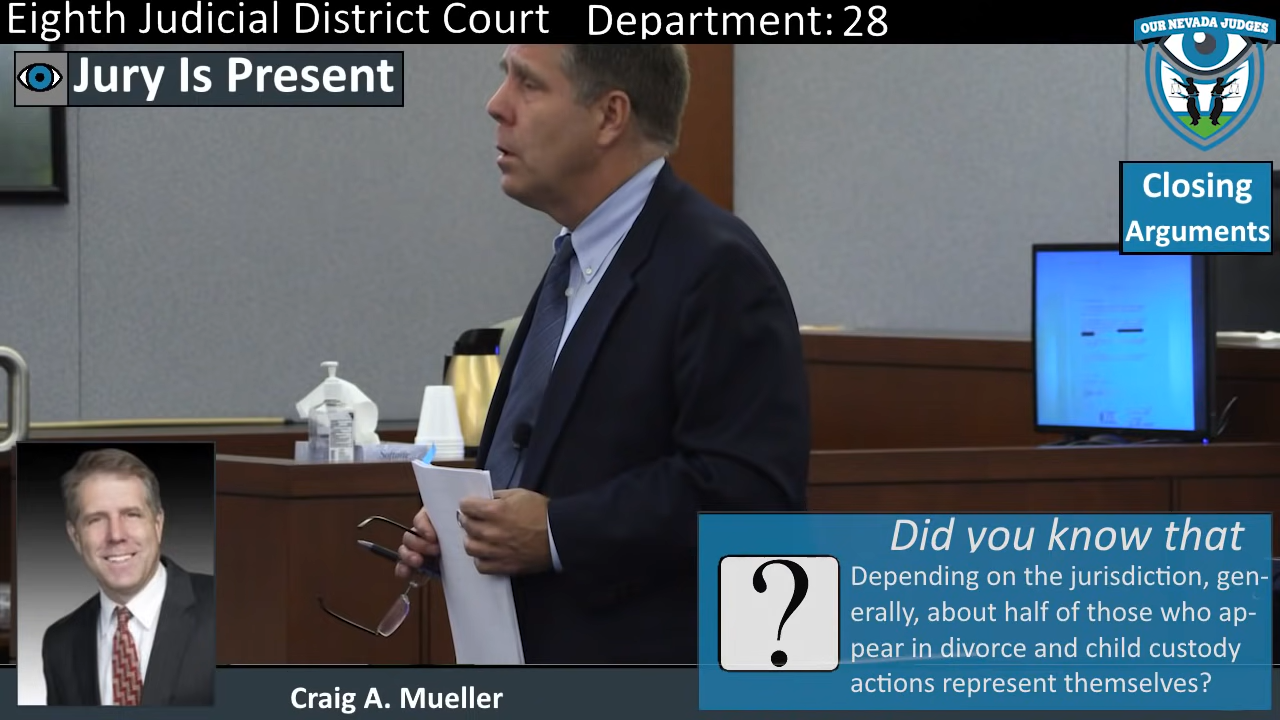 Eighth Judicial District Court Department: 28
OUR NEVADA JUDGES
Jury Is Present
Closing
Arguments
Did you know that
?
Depending on the jurisdiction, gen-
erally, about half of those who ap-
pear in divorce and child custody
actions represent themselves?
Craig A. Mueller